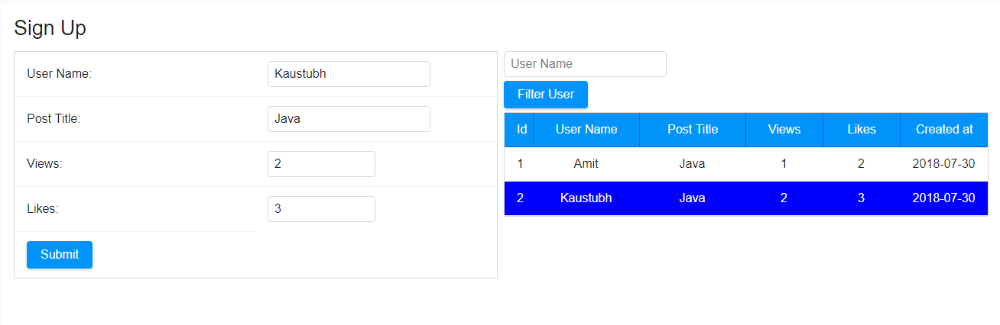 Sign Up
User Name: Kaustubh
Post Title: Java
Views: 2
Likes: 3
Submit
User Name
Filter User
Id User Name Post Title Views Likes Created at
1 Amit Java 1 2 2018-07-30
2 Kaustubh Java 2 3 2018-07-30